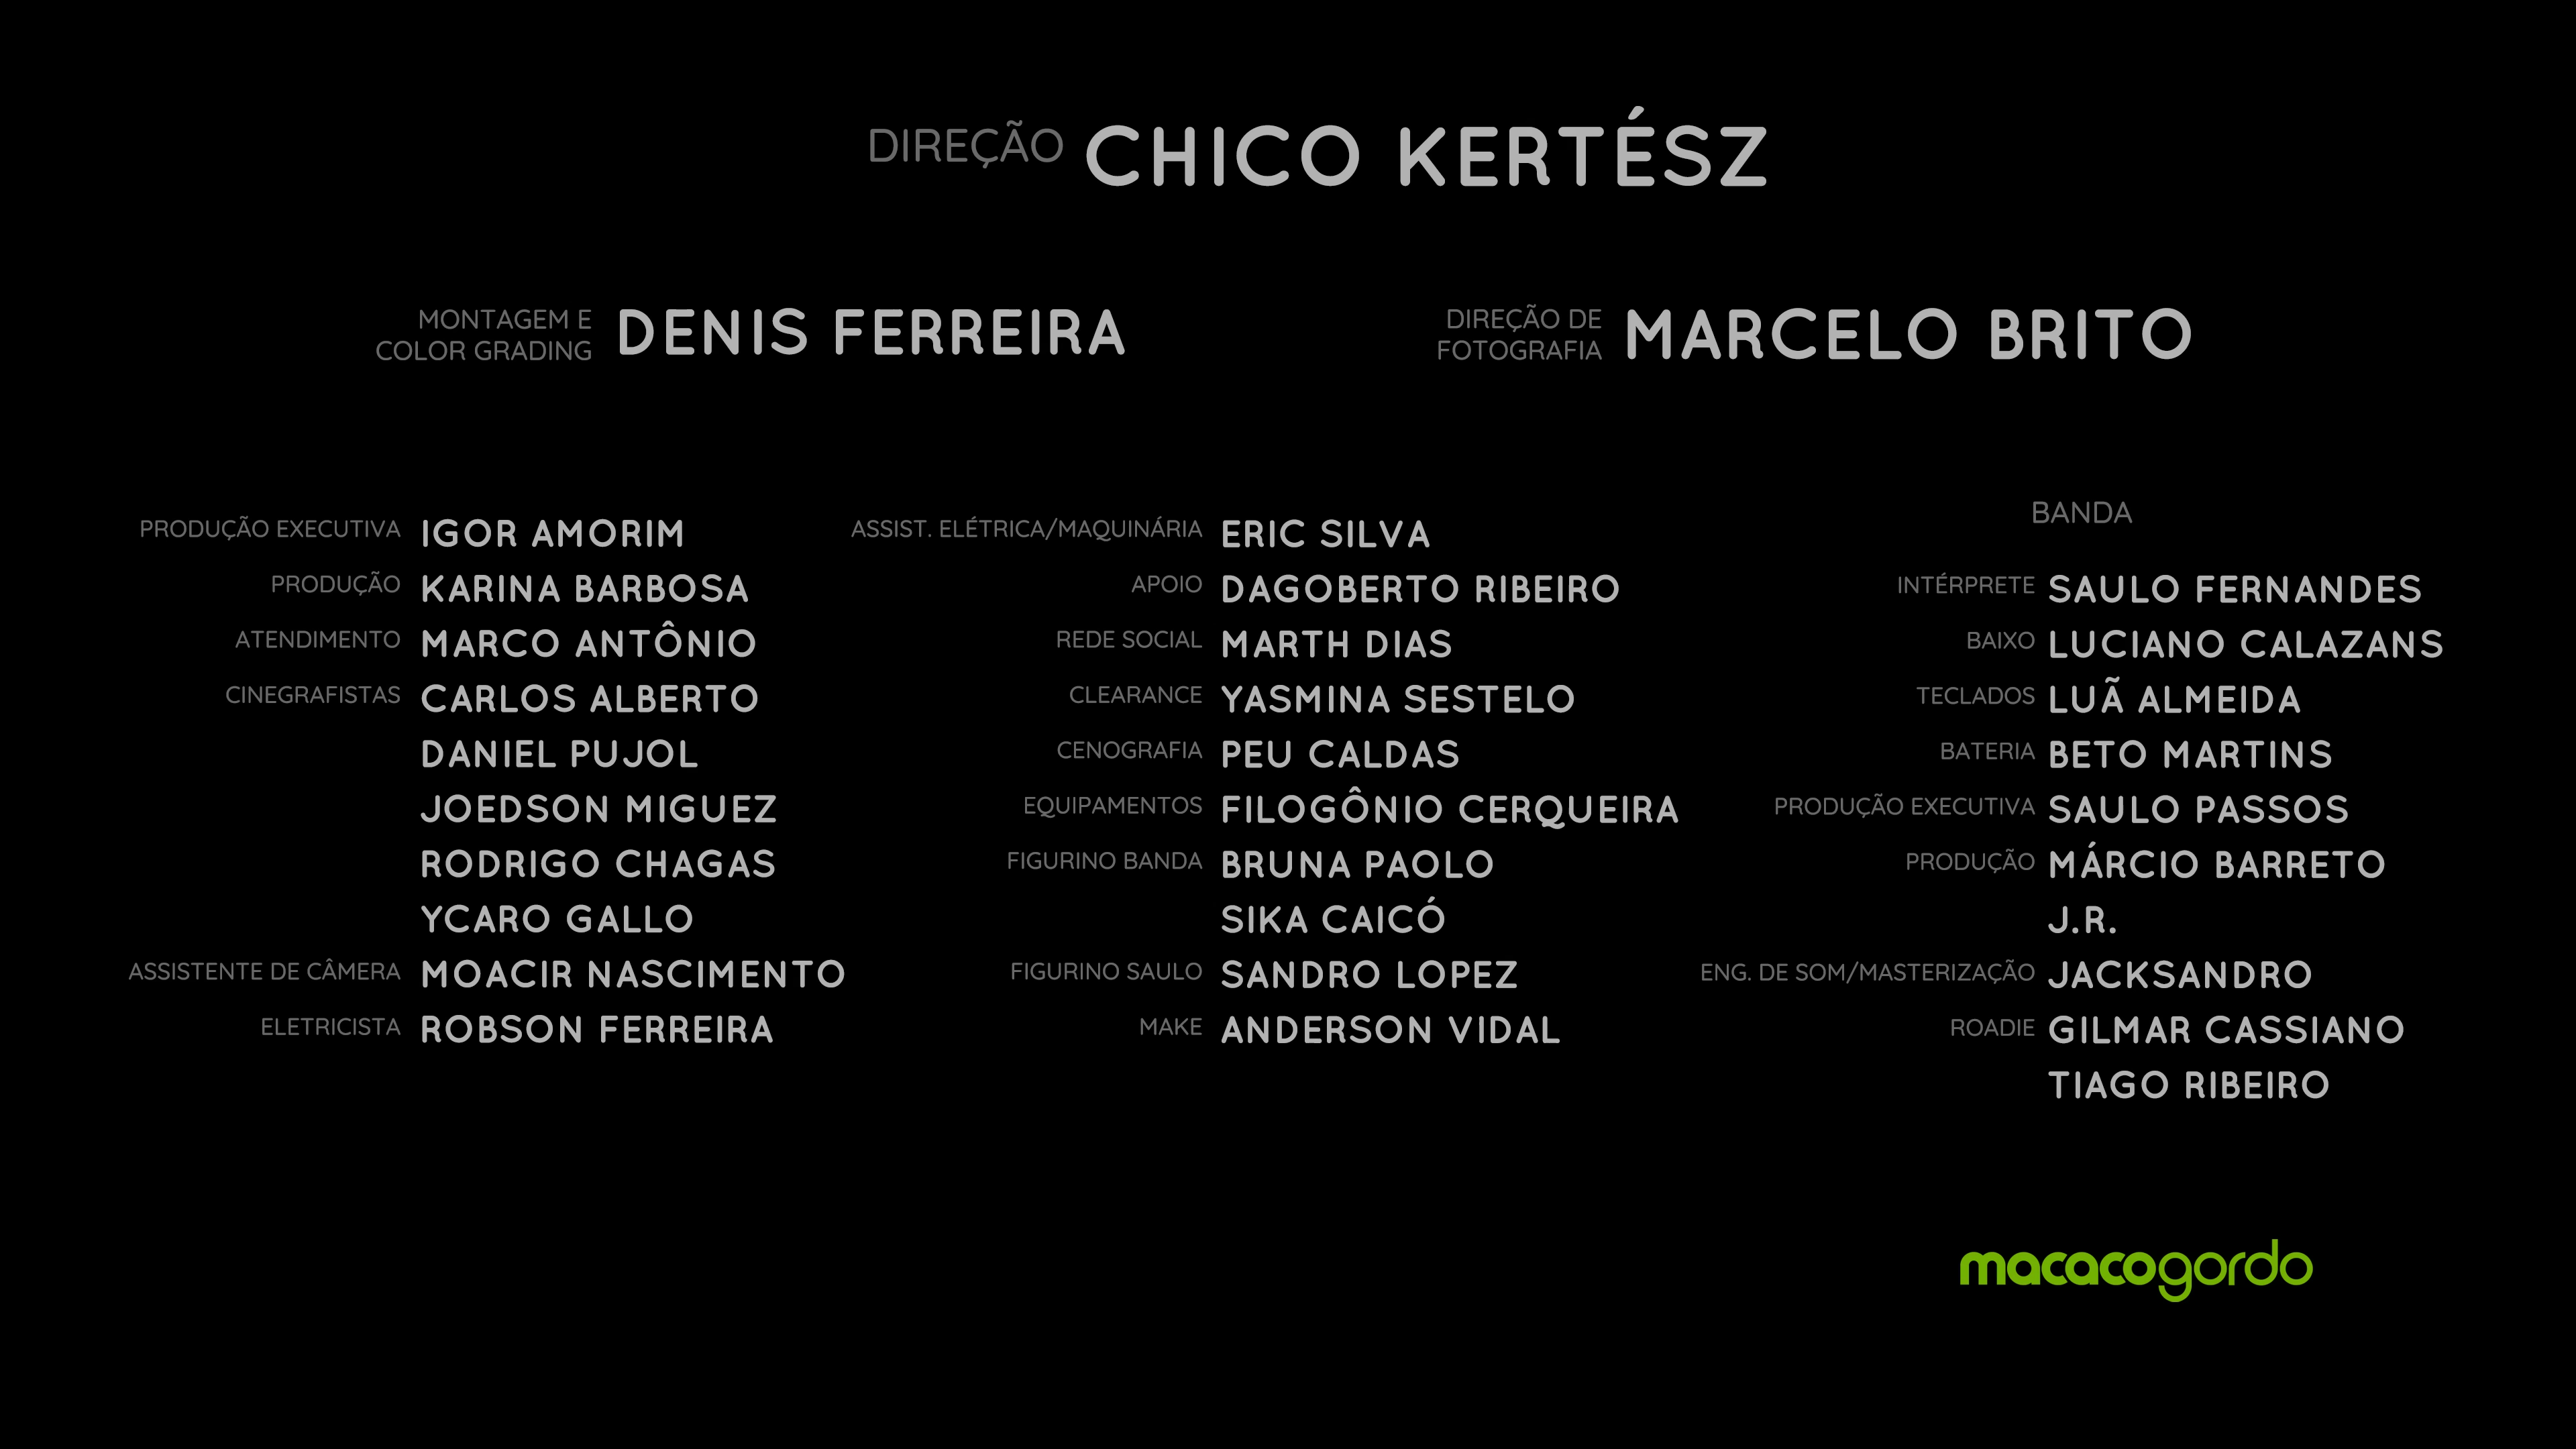 DIREÇÃO CHICO KERTÉSZ
MONTAGEM E
COLOR GRADING
DENIS FERREIRA
DIREÇÃO DE
FOTOGRAFIA
MARCELO BRITO
PRODUÇÃO EXECUTIVA IGOR AMORIM
PRODUÇÃO KARINA BARBOSA
ATENDIMENTO MARCO ANTÔNIO
CINEGRAFISTAS CARLOS ALBERTO
DANIEL PUJOL
JOEDSON MIGUEZ
RODRIGO CHAGAS
YCARO GALLO
ASSISTENTE DE CÂMERA MOACIR NASCIMENTO
ELETRICISTA ROBSON FERREIRA
ASSIST. ELÉTRICA/MAQUINÁRIA ERIC SILVA
APOIO DAGOBERTO RIBEIRO
REDE SOCIAL MARTH DIAS
CLEARANCE YASMINA SESTELO
CENOGRAFIA PEU CALDAS
EQUIPAMENTOS FILOGÔNIO CERQUEIRA
FIGURINO BANDA BRUNA PAOLO
SIKA CAICÓ
FIGURINO SAULO SANDRO LOPEZ
MAKE ANDERSON VIDAL
BANDA
INTÉRPRETE SAULO FERNANDES
BAIXO LUCIANO CALAZANS
TECLADOS LUÃ ALMEIDA
BATERIA BETO MARTINS
PRODUÇÃO EXECUTIVA SAULO PASSOS
PRODUÇÃO MÁRCIO BARRETO
J.R.
ENG. DE SOM/MASTERIZAÇÃO JACKSANDRO
ROADIE GILMAR CASSIANO
TIAGO RIBEIRO
macacogordo